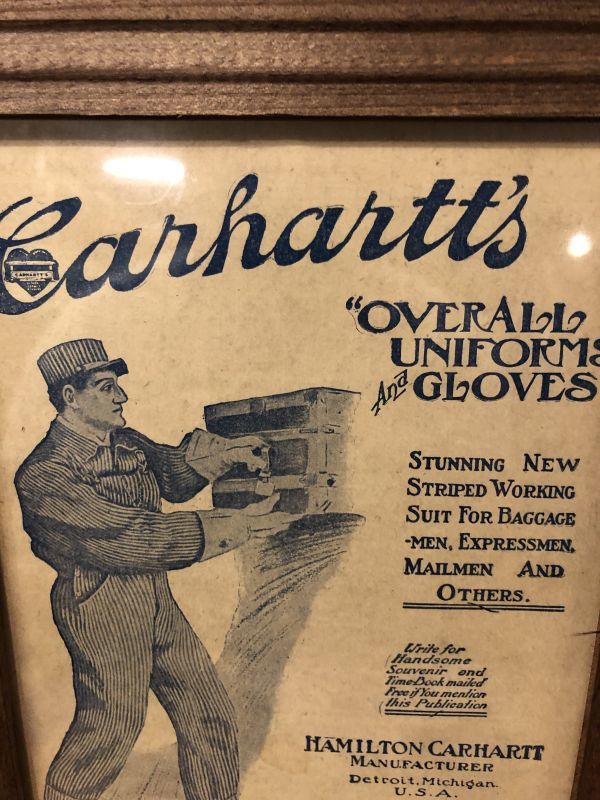 Carhartt's
CARHARTT'S
"OVERALL
UNIFORMS
And GLOVES
STUNNING NEW
STRIPED WORKING
SUIT FOR BAGGAGE
-MEN, EXPRESSMEN,
MAILMEN AND
OTHERS.
Write for
Handsome
Souvenir and
Time-Book mailed
Free if You mention
this Publication
HAMILTON CARHARTT
MANUFACTURER
Detroit, Michigan.
U.S.A.